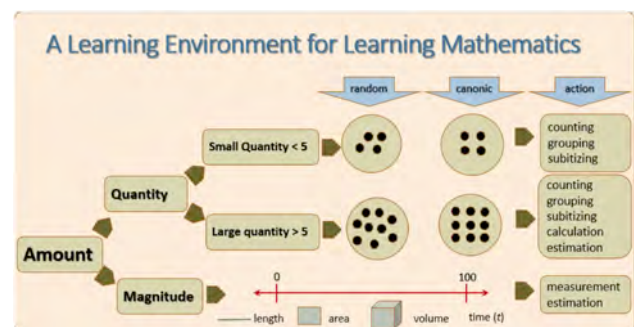 A Learning Environment for Learning Mathematics
random
canonic
action
Small Quantity < 5
counting
grouping
subitizing
Quantity
Large quantity > 5
counting
grouping
subitizing
calculation
estimation
Amount
Magnitude
0
100
measurement
estimation
length
area
volume
time (t)